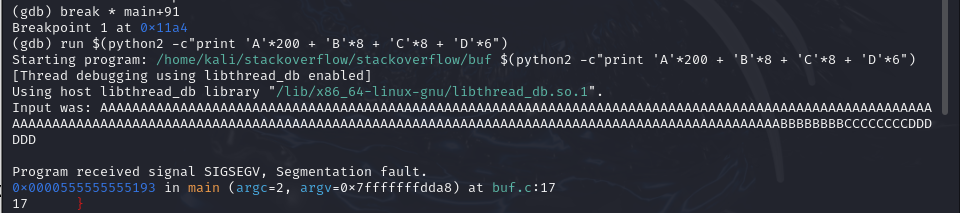 (gdb) break * main+91
Breakpoint 1 at 0x11a4
(gdb) run $(python2 -c"print 'A'*200 + 'B'*8 + 'C'*8 + 'D'*6")
Starting program: /home/kali/stackoverflow/stackoverflow/buf $(python2 -c"print 'A'*200 + 'B'*8 + 'C'*8 + 'D'*6")
[Thread debugging using libthread_db enabled]
Using host libthread_db library "/lib/x86_64-linux-gnu/libthread_db.so.1".
Input was: AAAAAAAAAAAAAAAAAAAAAAAAAAAAAAAAAAAAAAAAAAAAAAAAAAAAAAAAAAAAAAAAAAAAAAAAAAAAAAAAAAAAAAAAAAAAAAAAAAAAAAAA
AAAAAAAAAAAAAAAAAAAAAAAAAAAAAAAAAAAAAAAAAAAAAAAAAAAAAAAAAAAAAAAAAAAAAAAAAAAAAAAAAAAAAAAAAAAAAAAABBBBBBBBCCCCCCCCDDD
DDD
Program received signal SIGSEGV, Segmentation fault.
0x0000555555555193 in main (argc=2, argv=0x7fffffffdda8) at buf.c:17
17      }